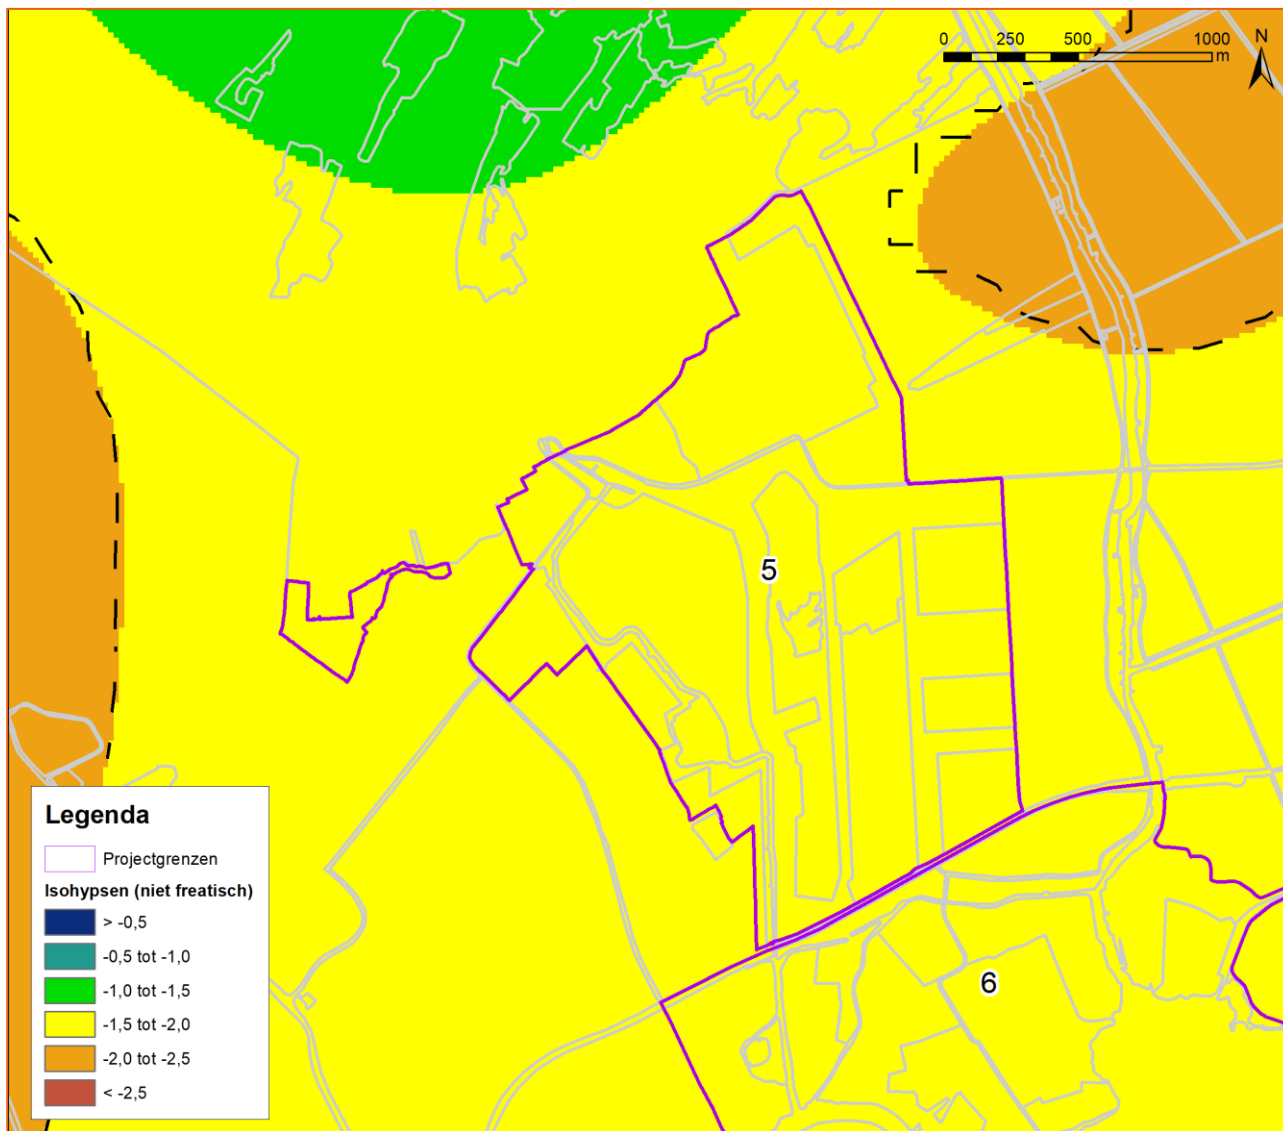 0 250 500 1000
m
N
5
6
Legenda
Projectgrenzen
Isohypsen (niet freatisch)
> -0,5
-0,5 tot -1,0
-1,0 tot -1,5
-1,5 tot -2,0
-2,0 tot -2,5
< -2,5